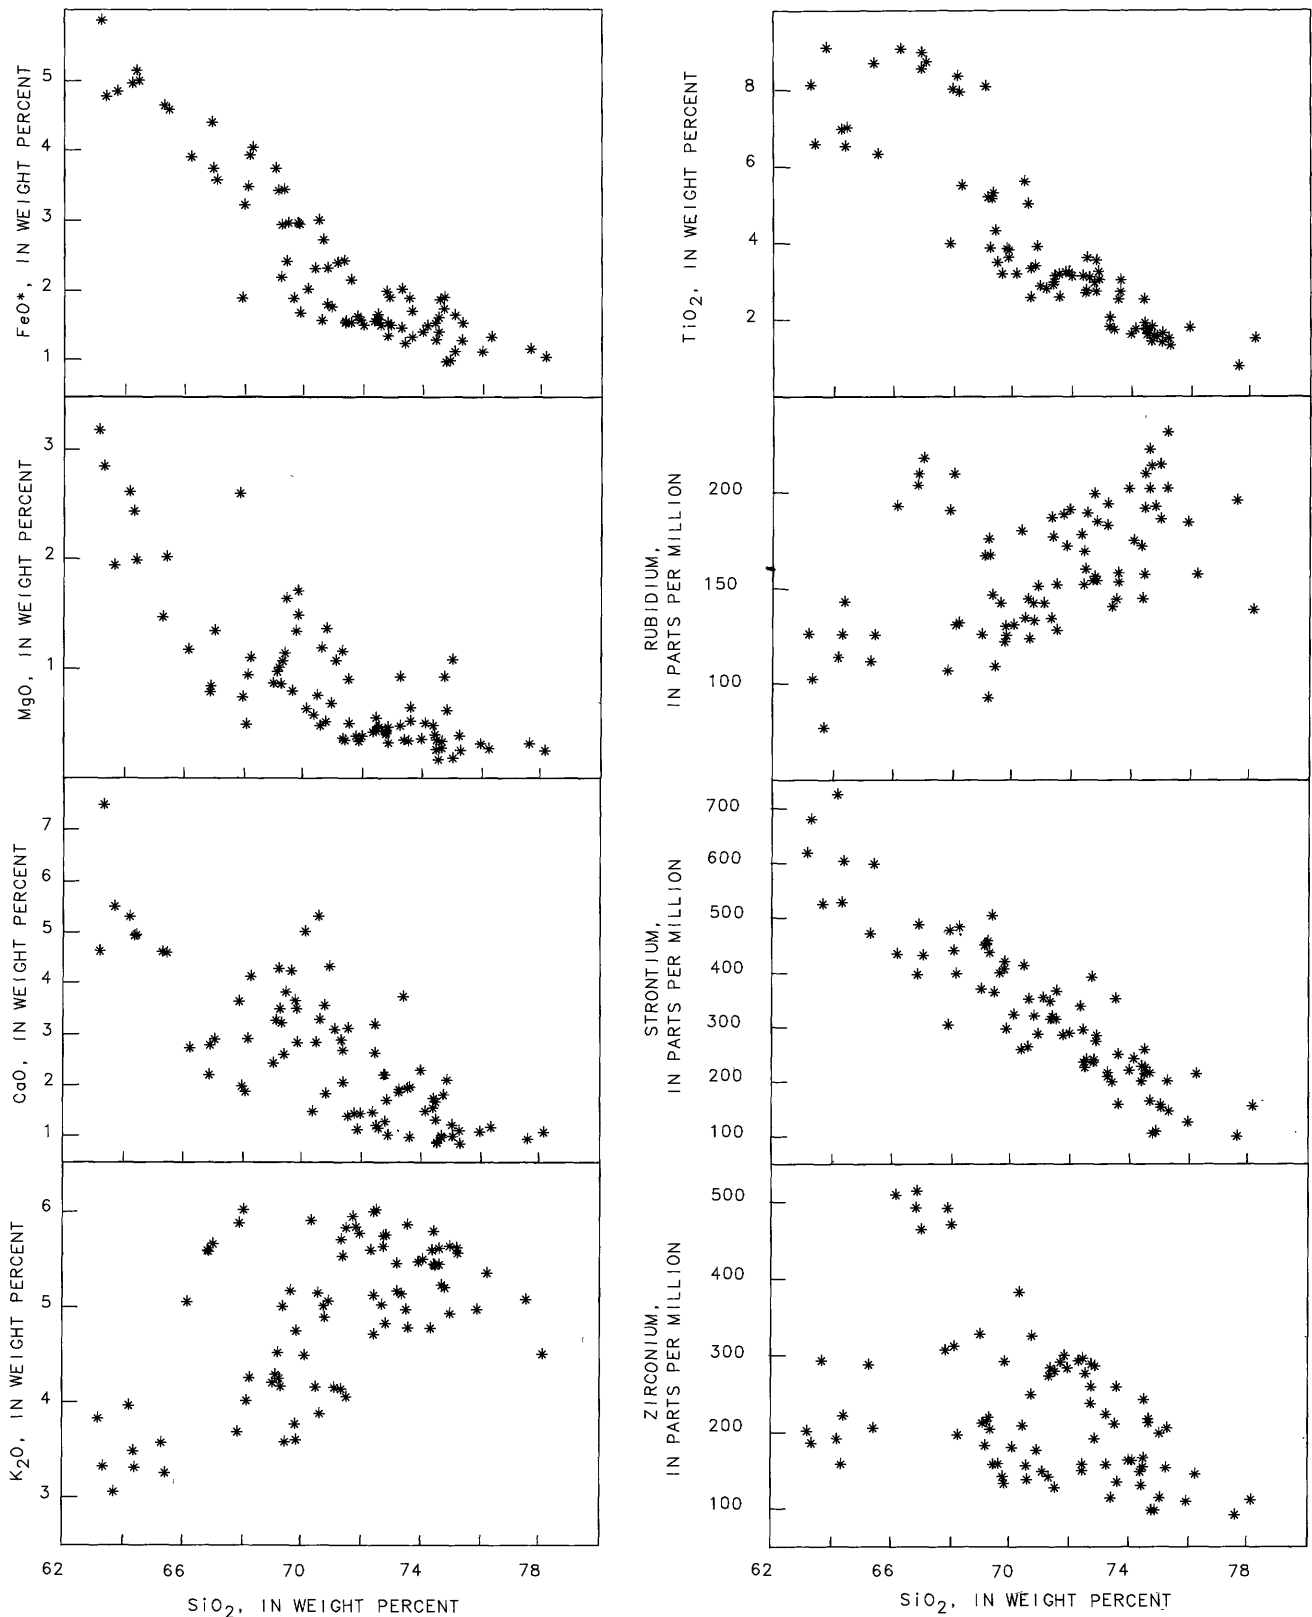 FeO*, IN WEIGHT PERCENT
5
4
3
2
1
MgO, IN WEIGHT PERCENT
3
2
1
CaO, IN WEIGHT PERCENT
7
6
5
4
3
2
1
K2O, IN WEIGHT PERCENT
6
5
4
3
62 66 70 74 78
SiO2, IN WEIGHT PERCENT
TiO2, IN WEIGHT PERCENT
8
6
4
2
RUBIDIUM,
IN PARTS PER MILLION
200
150
100
STRONTIUM,
IN PARTS PER MILLION
700
600
500
400
300
200
100
ZIRCONIUM,
IN PARTS PER MILLION
500
400
300
200
100
62 66 70 74 78
SiO2, IN WEIGHT PERCENT